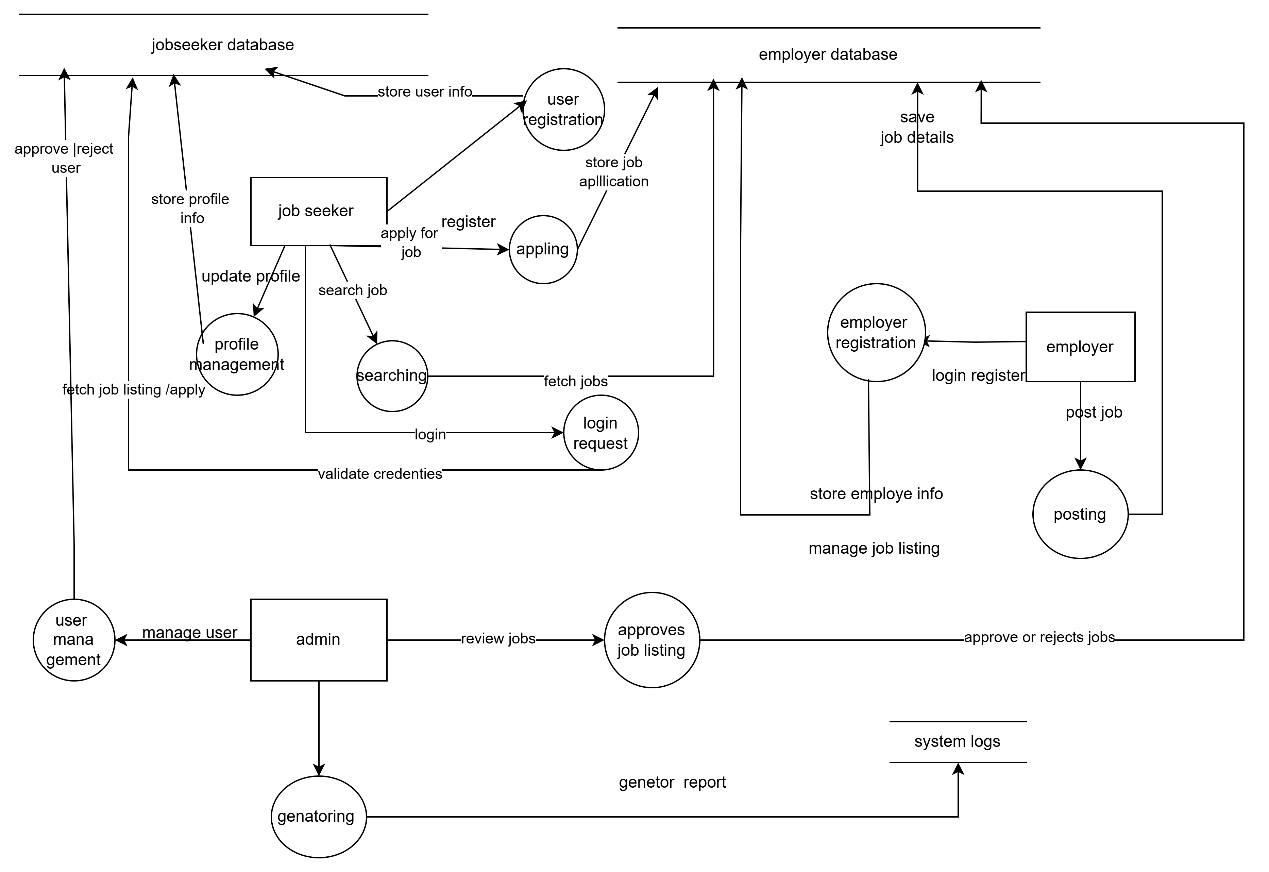 jobseeker database
employer database
store user info
user
registration
save
job details
approve |reject
user
store job
aplllication
store profile
info
job seeker
register
apply for
job
appling
update profile
search job
employer
registration
employer
profile
management
searching
fetch jobs
login register
fetch job listing /apply
post job
login
login
request
validate credenties
store employe info
posting
manage job listing
user
mana
gement
manage user
admin
review jobs
approves
job listing
approve or rejects jobs
system logs
genetor  report
genatoring